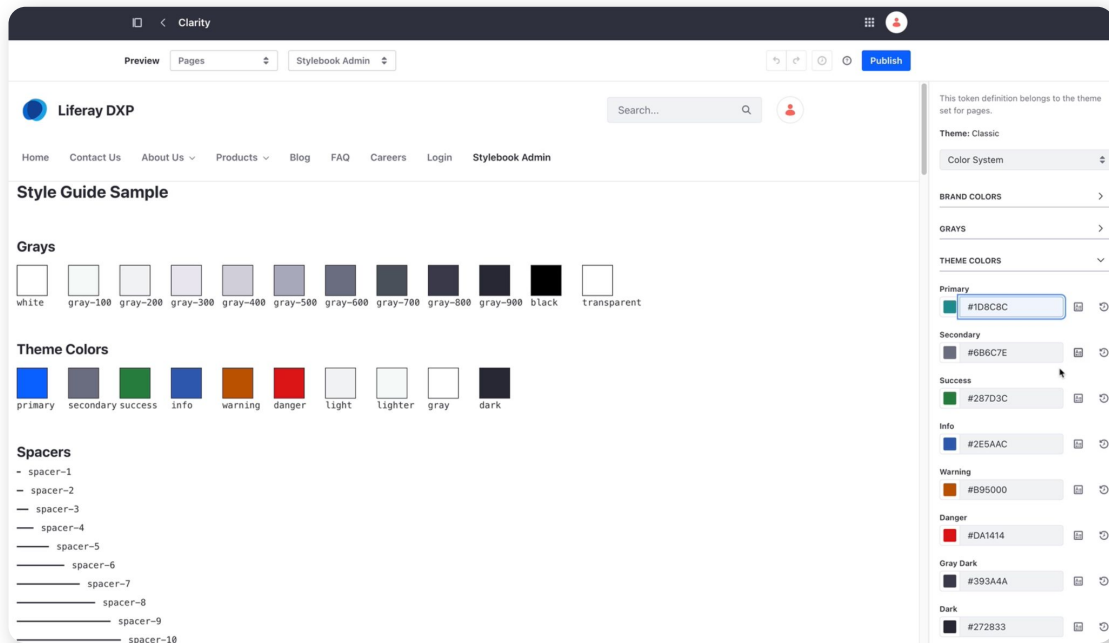 Clarity
Preview Pages Stylebook Admin Publish
Liferay DXP Search...
Home Contact Us About Us Products Blog FAQ Careers Login Stylebook Admin
Style Guide Sample
Grays
white gray-100 gray-200 gray-300 gray-400 gray-500 gray-600 gray-700 gray-800 gray-900 black transparent
Theme Colors
primary secondary success info warning danger light lighter gray dark
Spacers
spacer-1
spacer-2
spacer-3
spacer-4
spacer-5
spacer-6
spacer-7
spacer-8
spacer-9
spacer-10
This token definition belongs to the theme
set for pages.
Theme: Classic
Color System
BRAND COLORS
GRAYS
THEME COLORS
Primary
#1D8C8C
Secondary
#6B6C7E
Success
#287D3C
Info
#2E5AAC
Warning
#B95000
Danger
#DA1414
Gray Dark
#393A4A
Dark
#272833